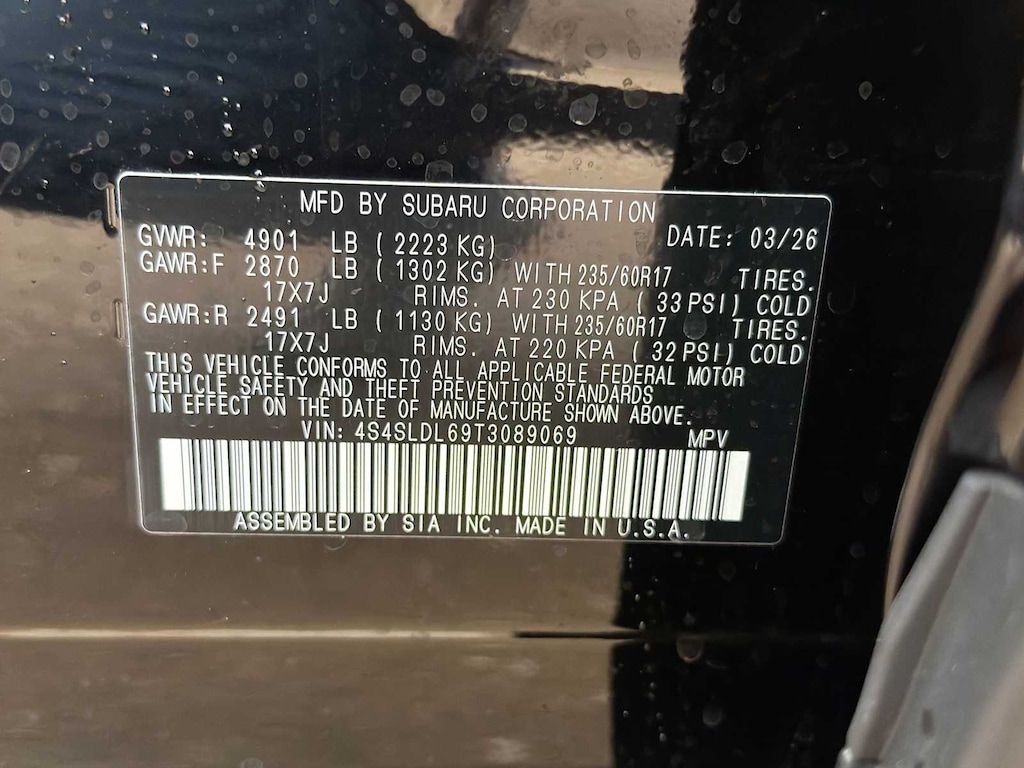 MFD BY SUBARU CORPORATION
GVWR: 4901 LB ( 2223 KG) DATE: 03/26
GAWR:F 2870 LB ( 1302 KG) WITH 235/60R17 TIRES.
17X7J RIMS. AT 230 KPA ( 33 PSI) COLD
GAWR:R 2491 LB ( 1130 KG) WITH 235/60R17 TIRES.
17X7J RIMS. AT 220 KPA ( 32 PSI) COLD
THIS VEHICLE CONFORMS TO ALL APPLICABLE FEDERAL MOTOR
VEHICLE SAFETY AND THEFT PREVENTION STANDARDS
IN EFFECT ON THE DATE OF MANUFACTURE SHOWN ABOVE.
VIN: 4S4SLDL69T3089069 MPV
ASSEMBLED BY SIA INC. MADE IN U.S.A.